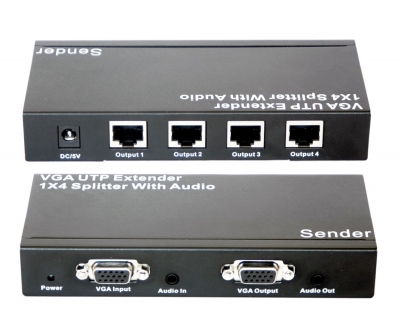 Sender
VGA UTP Extender
1X4 Splitter With Audio
DC/5V
Output 1
Output 2
Output 3
Output 4
VGA UTP Extender
1X4 Splitter With Audio
Sender
Power
VGA Input
Audio In
VGA Output
Audio Out